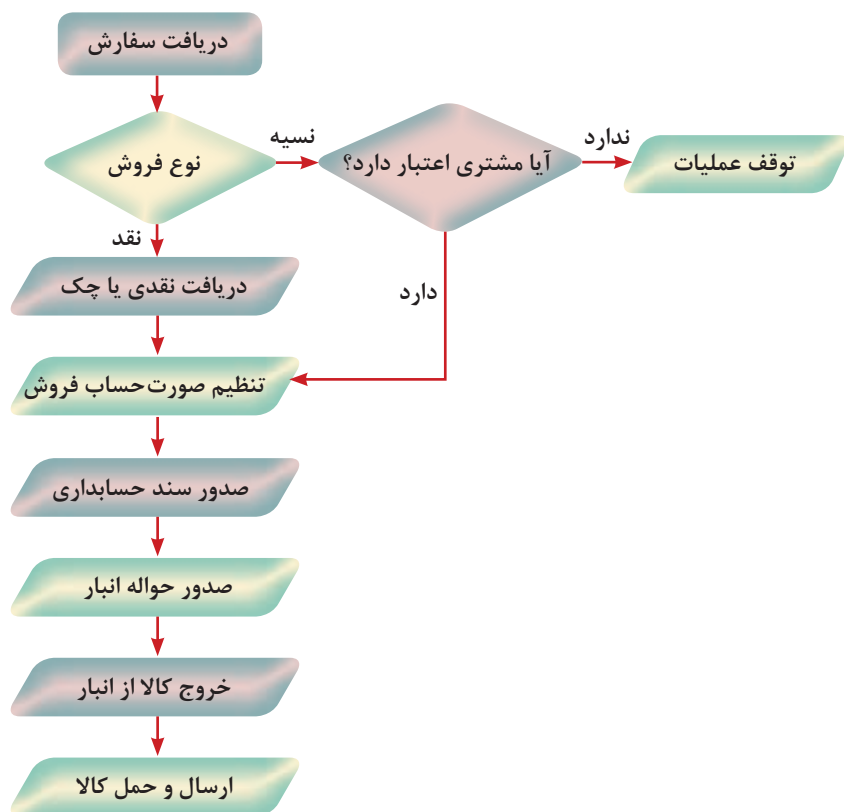 دریافت سفارش
نوع فروش
نسیه
آیا مشتری اعتبار دارد؟
ندارد
توقف عملیات
نقد
دارد
دریافت نقدی یا چک
تنظیم صورت‌حساب فروش
صدور سند حسابداری
صدور حواله انبار
خروج کالا از انبار
ارسال و حمل کالا